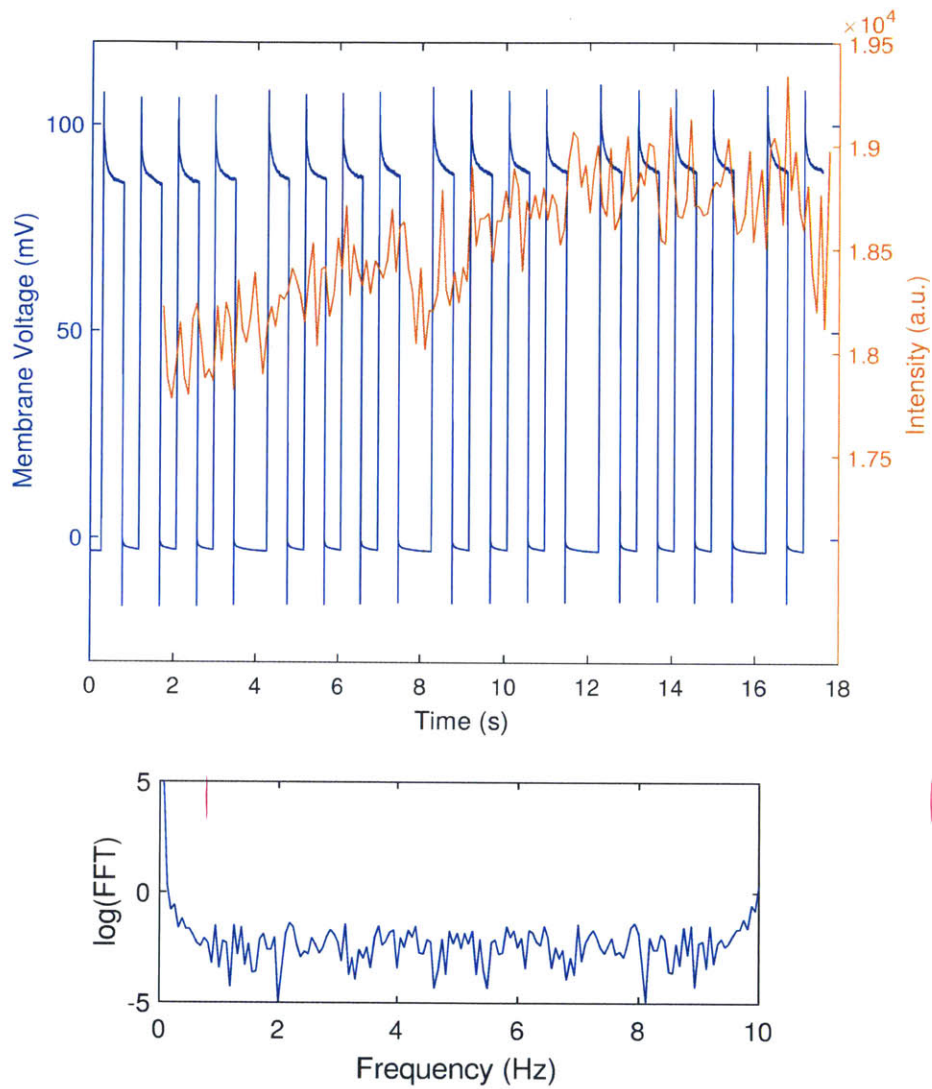 ×10⁴
1.95
100
50
0
Membrane Voltage (mV)
1.9
1.85
1.8
1.75
Intensity (a.u.)
0 2 4 6 8 10 12 14 16 18
Time (s)
5
0
-5
log(FFT)
0 2 4 6 8 10
Frequency (Hz)